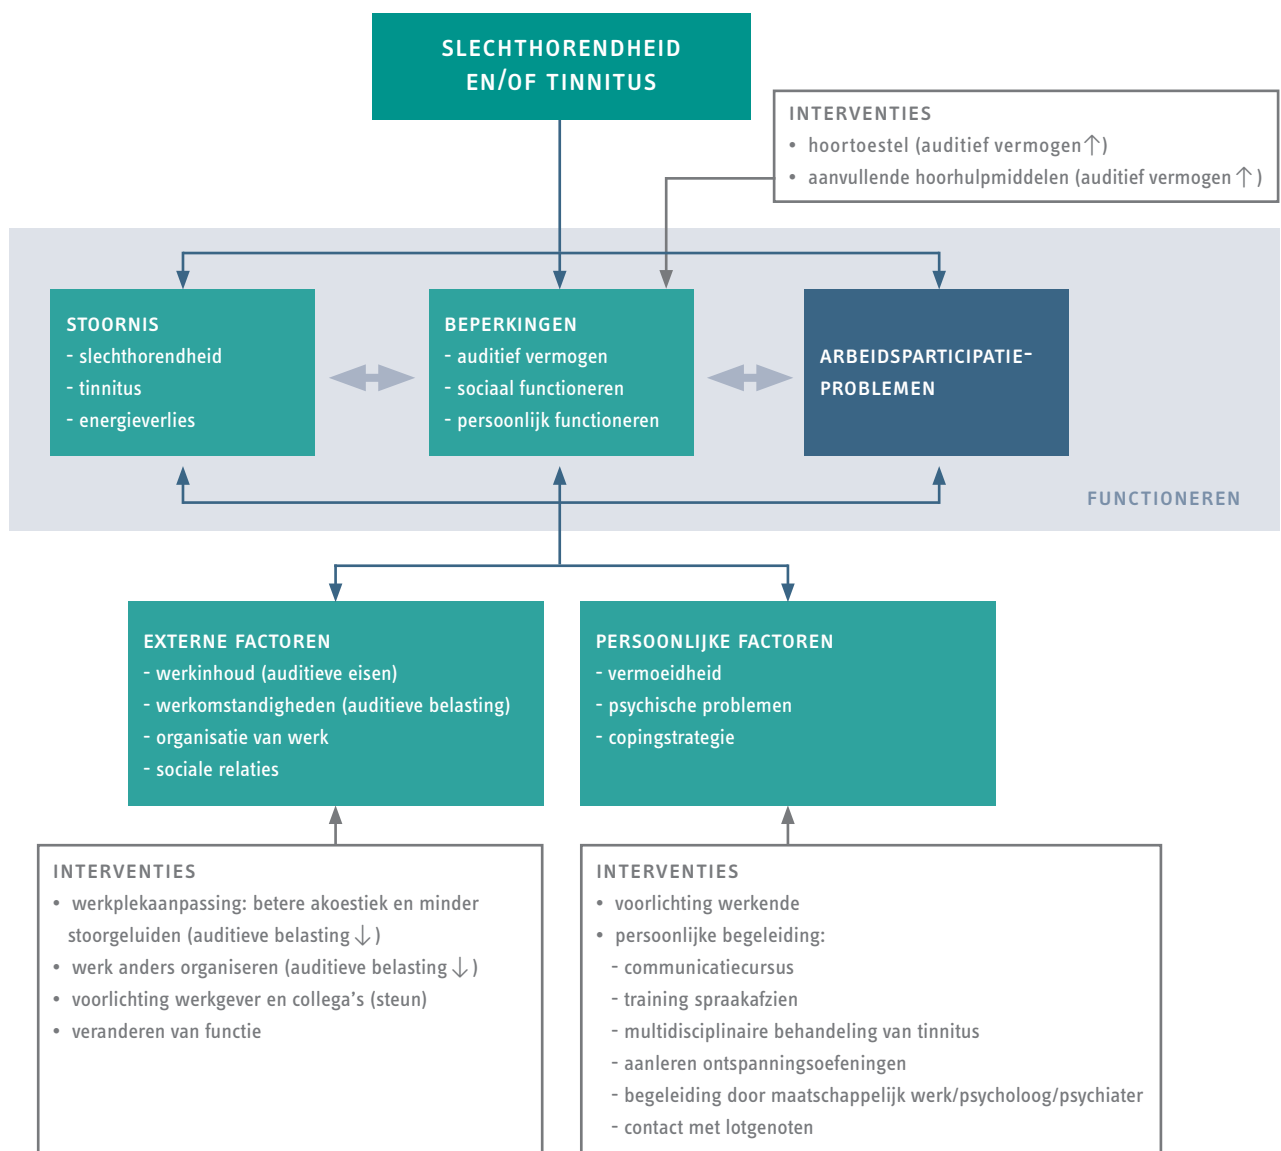 SLECHTHORENDHEID
EN/OF TINNITUS
INTERVENTIES
• hoortoestel (auditief vermogen ↑)
• aanvullende hoorhulpmiddelen (auditief vermogen ↑ )
STOORNIS
- slechthorendheid
- tinnitus
- energieverlies
BEPERKINGEN
- auditief vermogen
- sociaal functioneren
- persoonlijk functioneren
ARBEIDSPARTICIPATIE-
PROBLEMEN
FUNCTIONEREN
EXTERNE FACTOREN
- werkinhoud (auditieve eisen)
- werkomstandigheden (auditieve belasting)
- organisatie van werk
- sociale relaties
PERSOONLIJKE FACTOREN
- vermoeidheid
- psychische problemen
- copingstrategie
INTERVENTIES
• werkplekaanpassing: betere akoestiek en minder
stoorgeluiden (auditieve belasting ↓ )
• werk anders organiseren (auditieve belasting ↓ )
• voorlichting werkgever en collega's (steun)
• veranderen van functie
INTERVENTIES
• voorlichting werkende
• persoonlijke begeleiding:
- communicatiecursus
- training spraakafzien
- multidisciplinaire behandeling van tinnitus
- aanleren ontspanningsoefeningen
- begeleiding door maatschappelijk werk/psycholoog/psychiater
- contact met lotgenoten